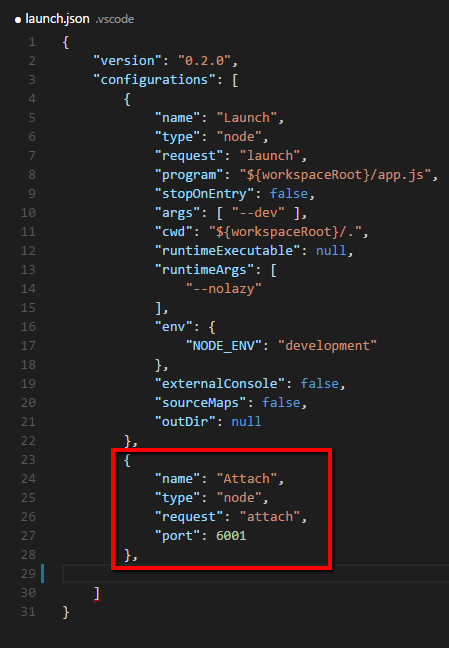 ● launch.json .vscode
1 {
2     "version": "0.2.0",
3     "configurations": [
4         {
5             "name": "Launch",
6             "type": "node",
7             "request": "launch",
8             "program": "${workspaceRoot}/app.js",
9             "stopOnEntry": false,
10             "args": [ "--dev" ],
11             "cwd": "${workspaceRoot}/.",
12             "runtimeExecutable": null,
13             "runtimeArgs": [
14                 "--nolazy"
15             ],
16             "env": {
17                 "NODE_ENV": "development"
18             },
19             "externalConsole": false,
20             "sourceMaps": false,
21             "outDir": null
22         },
23         {
24             "name": "Attach",
25             "type": "node",
26             "request": "attach",
27             "port": 6001
28         },
29
30     ]
31 }